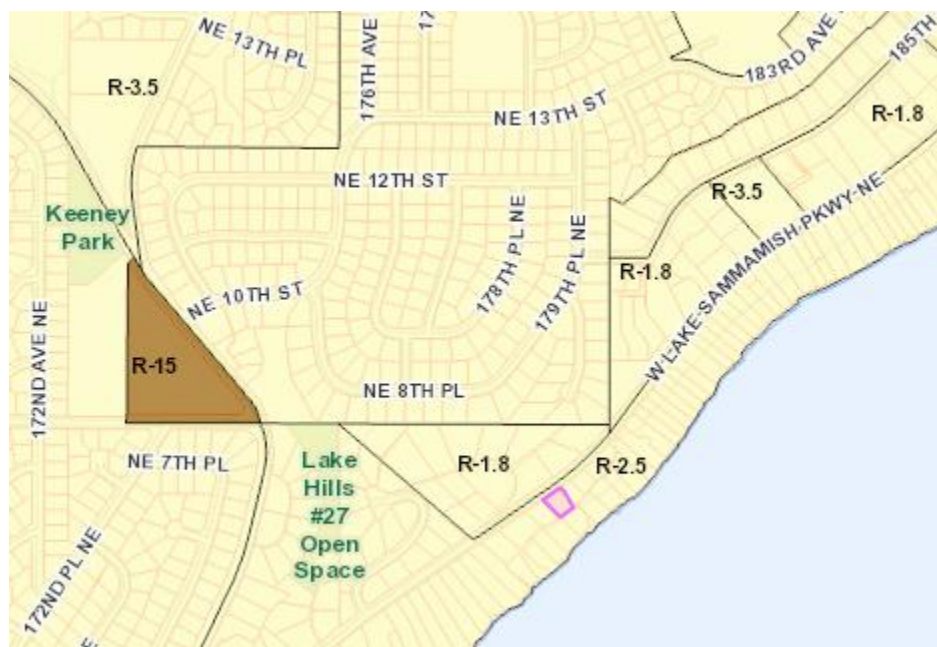 NE 13TH PL
176TH AVE
17
183RD AVE
185TH
R-3.5
NE 13TH ST
R-1.8
NE 12TH ST
R-3.5
Keeney
Park
W LAKE SAMMAMISH PKWY NE
178TH PL NE
179TH PL NE
R-1.8
NE 10TH ST
172ND AVE NE
R-15
NE 8TH PL
NE 7TH PL
Lake
Hills
#27
Open
Space
R-1.8
R-2.5
172ND PL NE